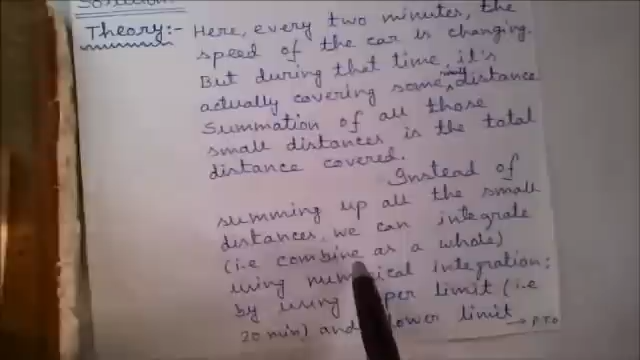 Solution:-
Theory:- Here, every two minutes, the
speed of the car is changing.
But during that time, it's
actually covering some small distance
Summation of all those
small distances is the total
distance covered.
Instead of
summing up all the small
distances, we can integrate
(i.e combine as a whole)
using numerical integration:
by using upper limit (i.e
20 min) and lower limit
→ P.T.O